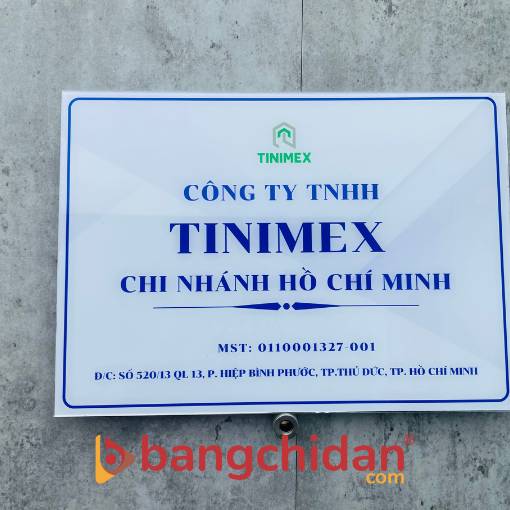 TINIMEX
CÔNG TY TNHH
TINIMEX
CHI NHÁNH HỒ CHÍ MINH
MST: 0110001327-001
Đ/C: SỐ 520/13 QL 13, P. HIỆP BÌNH PHƯỚC, TP.THỦ ĐỨC, TP. HỒ CHÍ MINH
bangchidan®
com